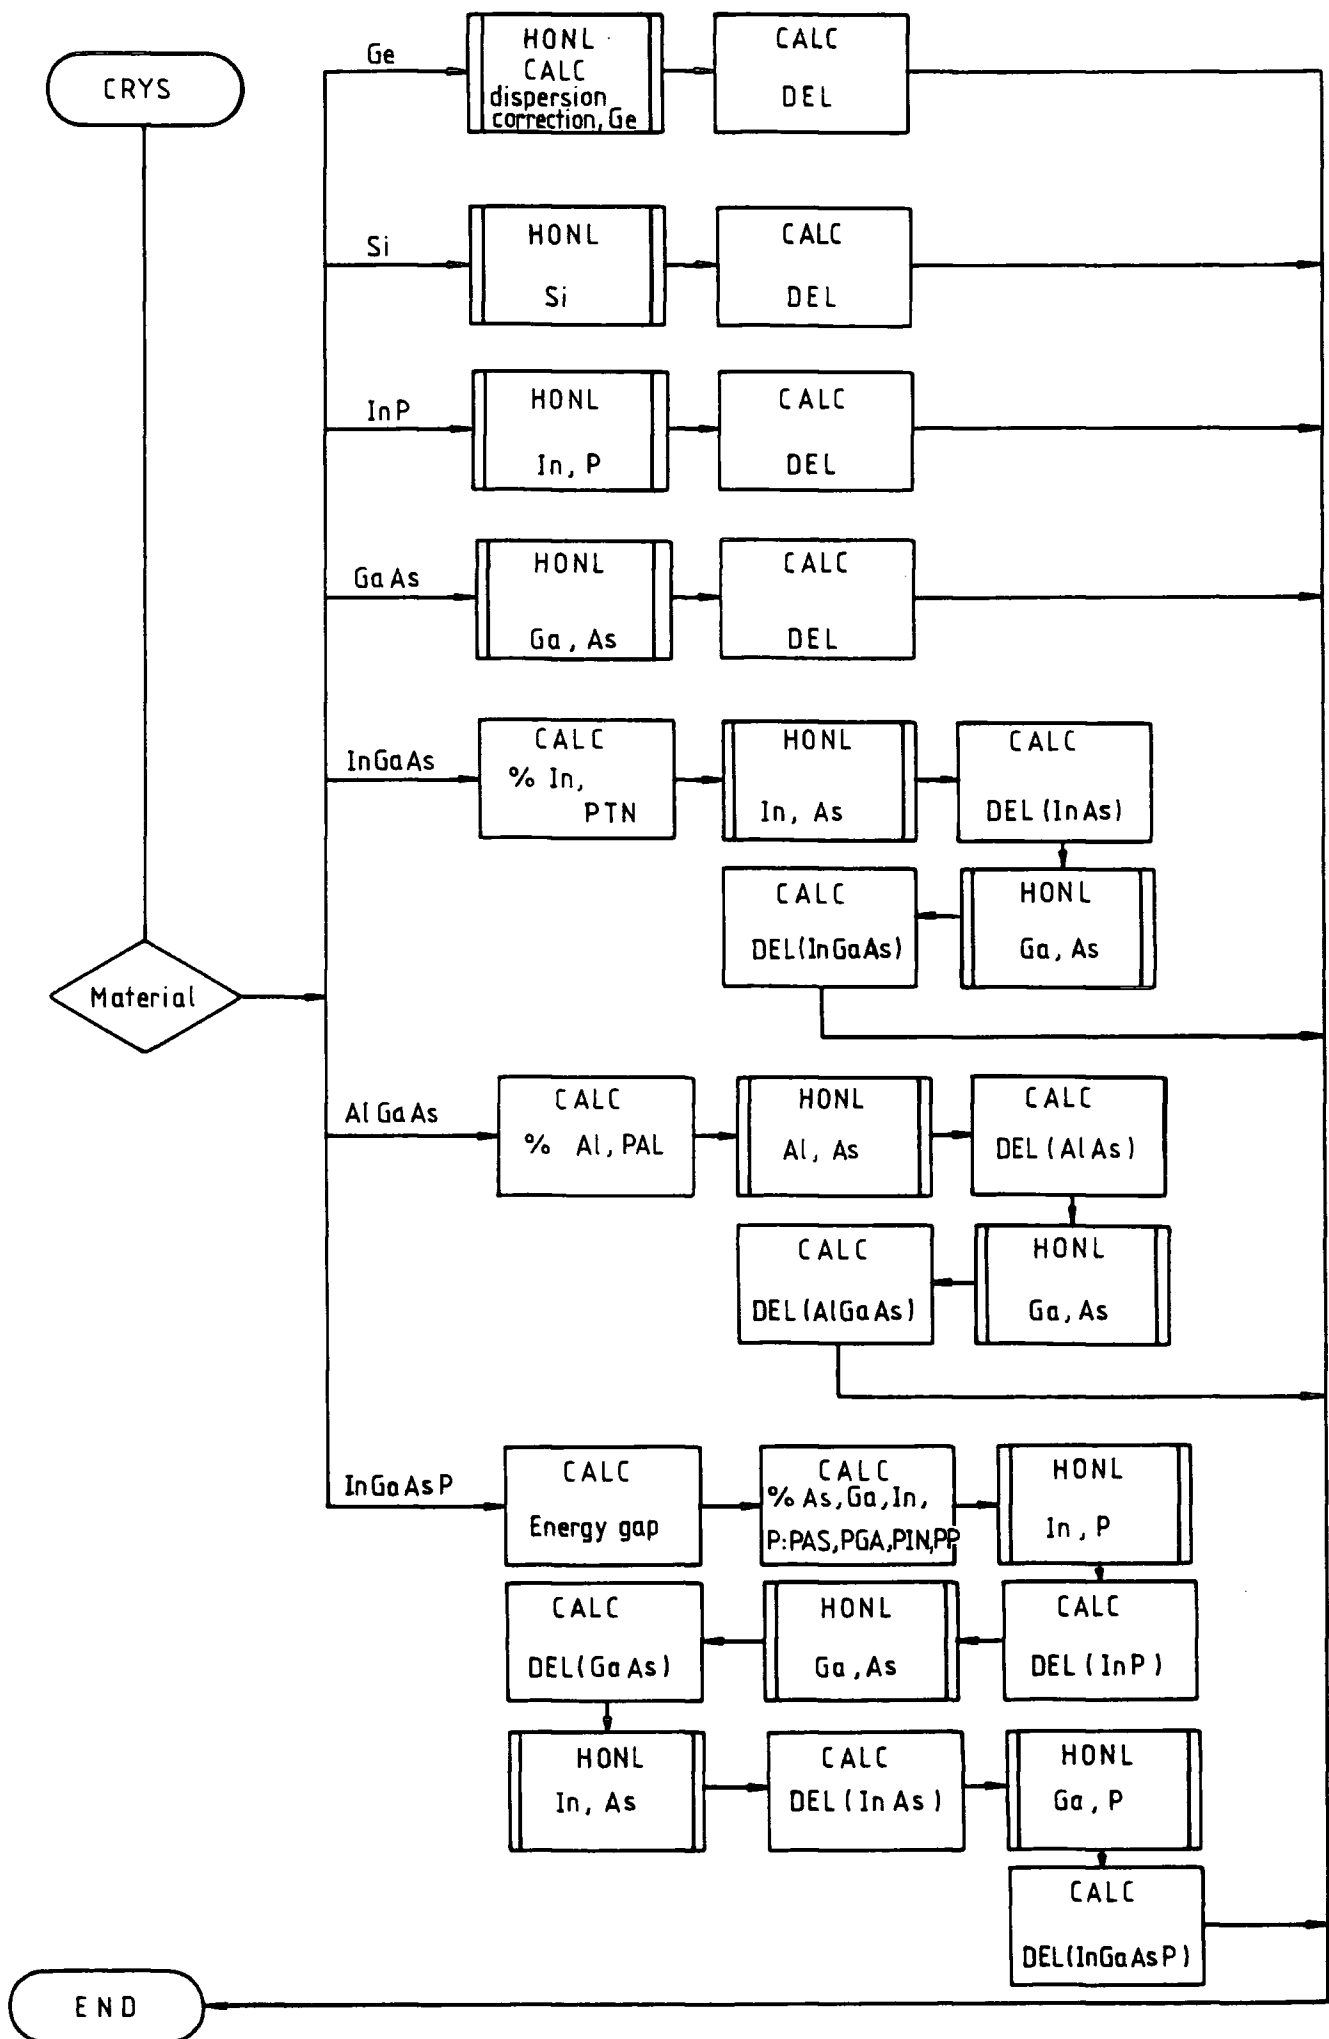 CRYS
Ge
HONL
CALC
dispersion
correction, Ge
CALC
DEL
Si
HONL
Si
CALC
DEL
InP
HONL
In, P
CALC
DEL
GaAs
HONL
Ga, As
CALC
DEL
InGaAs
CALC
% In,
PTN
HONL
In, As
CALC
DEL (InAs)
CALC
DEL(InGaAs)
HONL
Ga, As
Material
AlGaAs
CALC
% Al, PAL
HONL
Al, As
CALC
DEL (AlAs)
CALC
DEL(AlGaAs)
HONL
Ga, As
InGaAsP
CALC
Energy gap
CALC
% As, Ga, In,
P:PAS,PGA,PIN,PP
HONL
In, P
CALC
DEL(GaAs)
HONL
Ga, As
CALC
DEL (InP)
HONL
In, As
CALC
DEL (InAs)
HONL
Ga, P
CALC
DEL(InGaAsP)
END